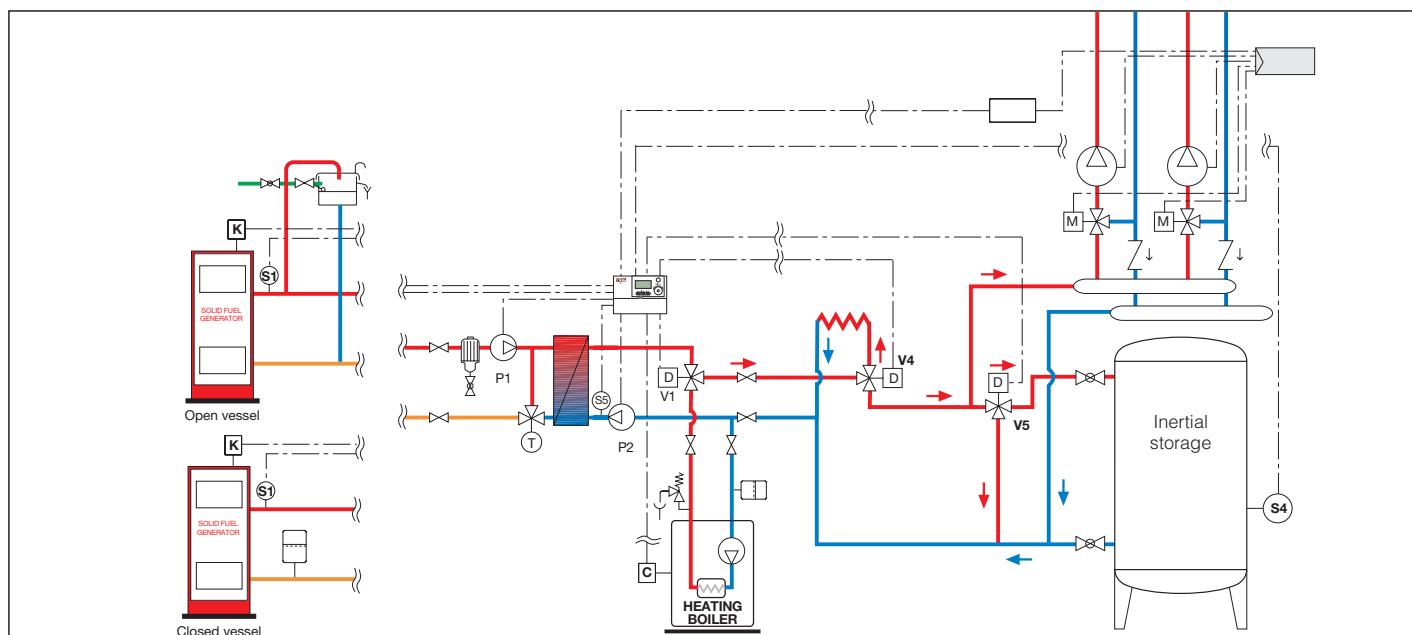 M
M
K
S1
SOLID FUEL
GENERATOR
Open vessel
K
S1
SOLID FUEL
GENERATOR
Closed vessel
P1
T
S5
P2
D
V1
V4
D
D
V5
C
HEATING
BOILER
Inertial
storage
S4